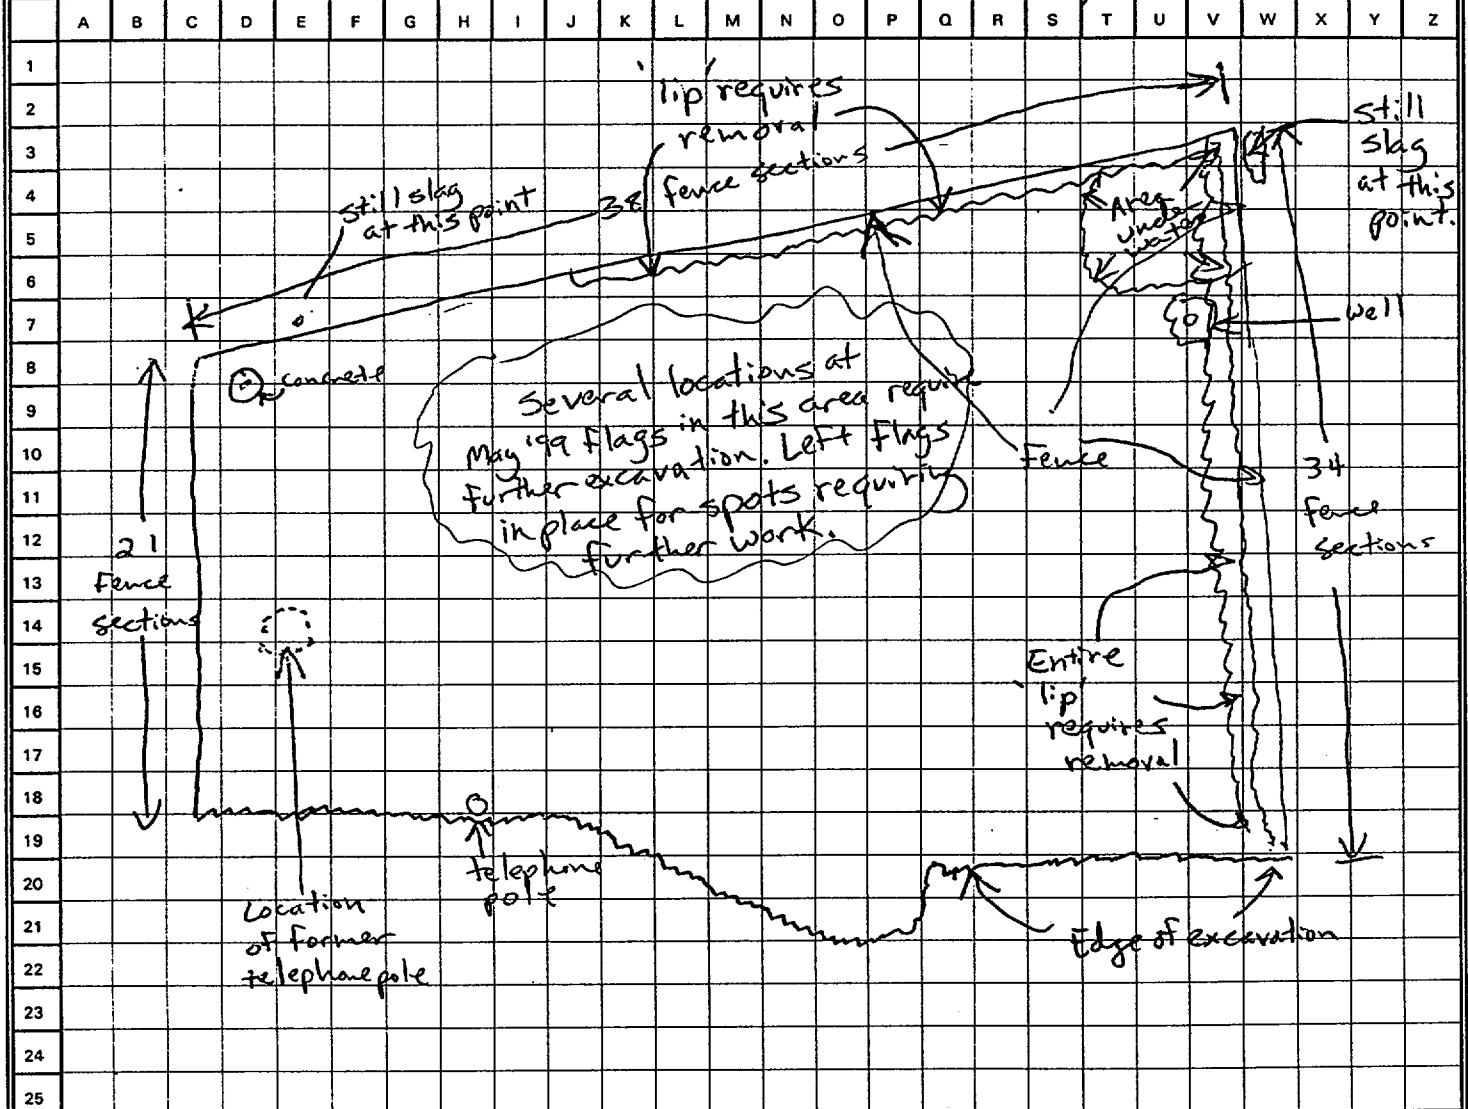 A B C D E F G H I J K L M N O P Q R S T U V W X Y Z
1
2
3
4
5
6
7
8
9
10
11
12
13
14
15
16
17
18
19
20
21
22
23
24
25
'lip' requires
removal
38 fence sections
still slag
at this point
still
slag
at this
point.
Area
under
water
well
concrete
Several locations at
May '99 flags in this area require
further excavation. Left flags
in place for spots requiring
further work.
Fence
34
fence
sections
21
Fence
sections
Entire
'lip'
requires
removal
telephone
pole
Location
of former
telephone pole
Edge of excavation